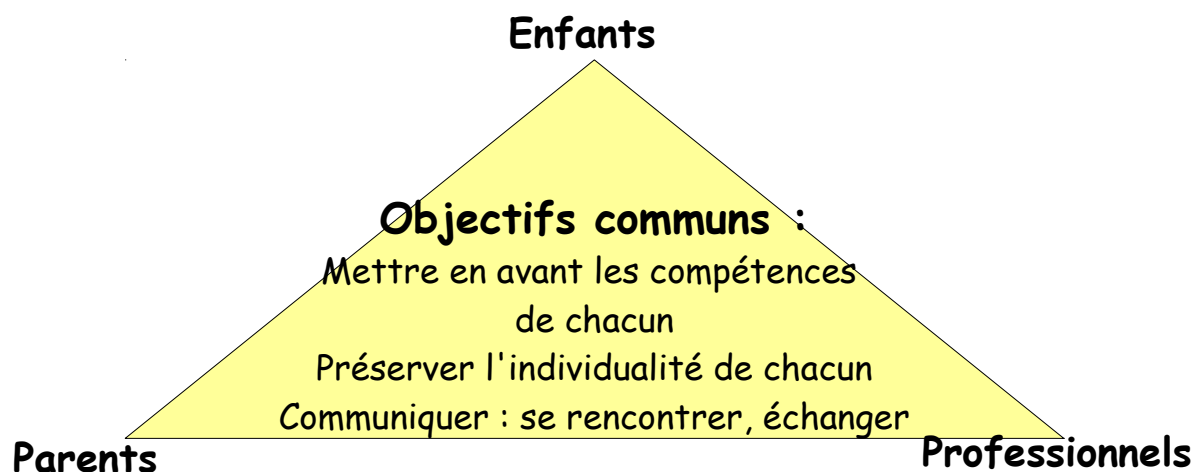 Enfants
Objectifs communs :
Mettre en avant les compétences
de chacun
Préserver l'individualité de chacun
Communiquer : se rencontrer, échanger
Parents
Professionnels